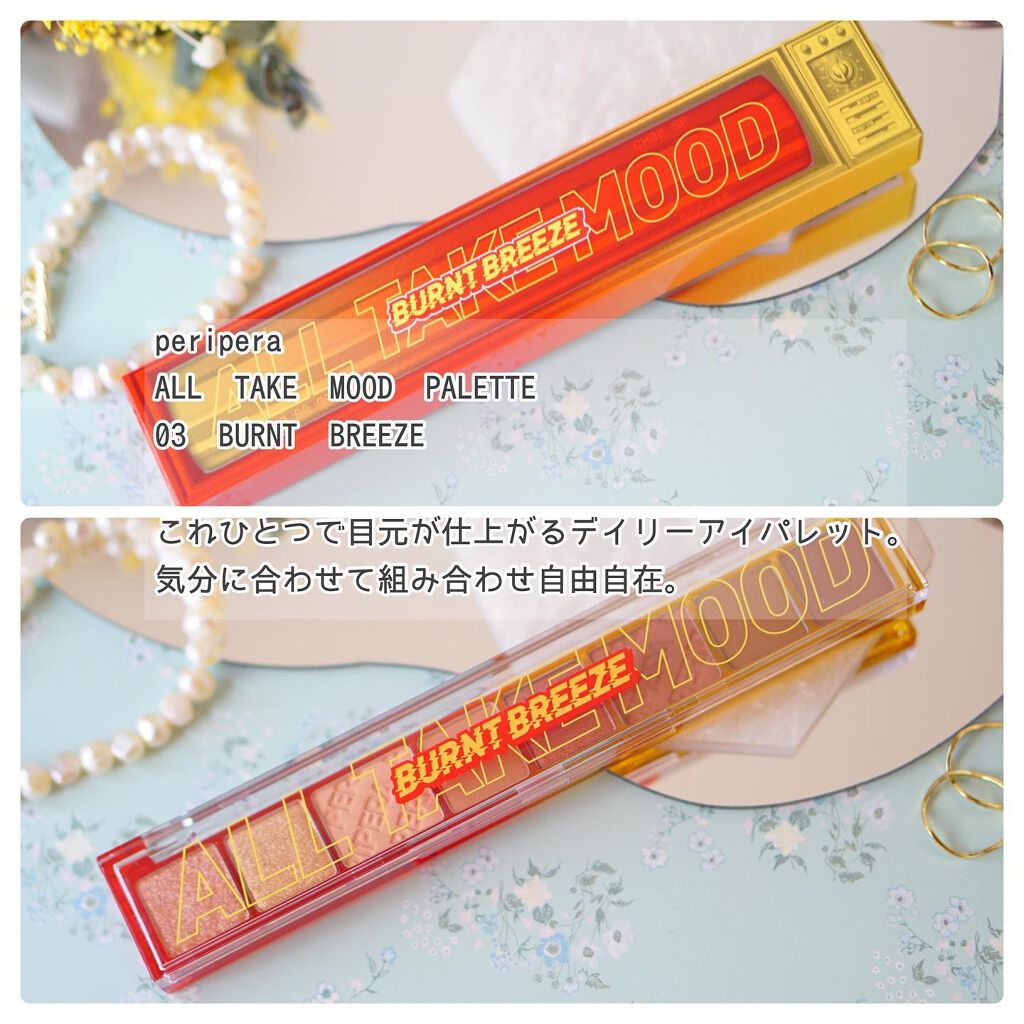 ALL TAKE MOOD
BURNT BREEZE
peripera
ALL TAKE MOOD PALETTE
03 BURNT BREEZE
これひとつで目元が仕上がるデイリーアイパレット。
気分に合わせて組み合わせ自由自在。
ALL TAKE MOOD
BURNT BREEZE